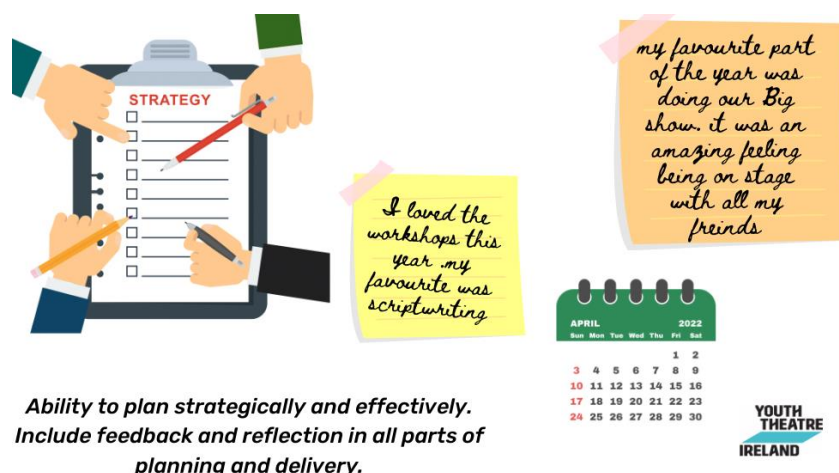 STRATEGY
my favourite part
of the year was
doing our Big
show. it was an
amazing feeling
being on stage
with all my
freinds
I loved the
workshops this
year .my
favourite was
scriptwriting
APRIL 2022
Sun Mon Tue Wed Thu Fri Sat
1 2
3 4 5 6 7 8 9
10 11 12 13 14 15 16
17 18 19 20 21 22 23
24 25 26 27 28 29 30
Ability to plan strategically and effectively.
Include feedback and reflection in all parts of
planning and delivery.
YOUTH
THEATRE
IRELAND